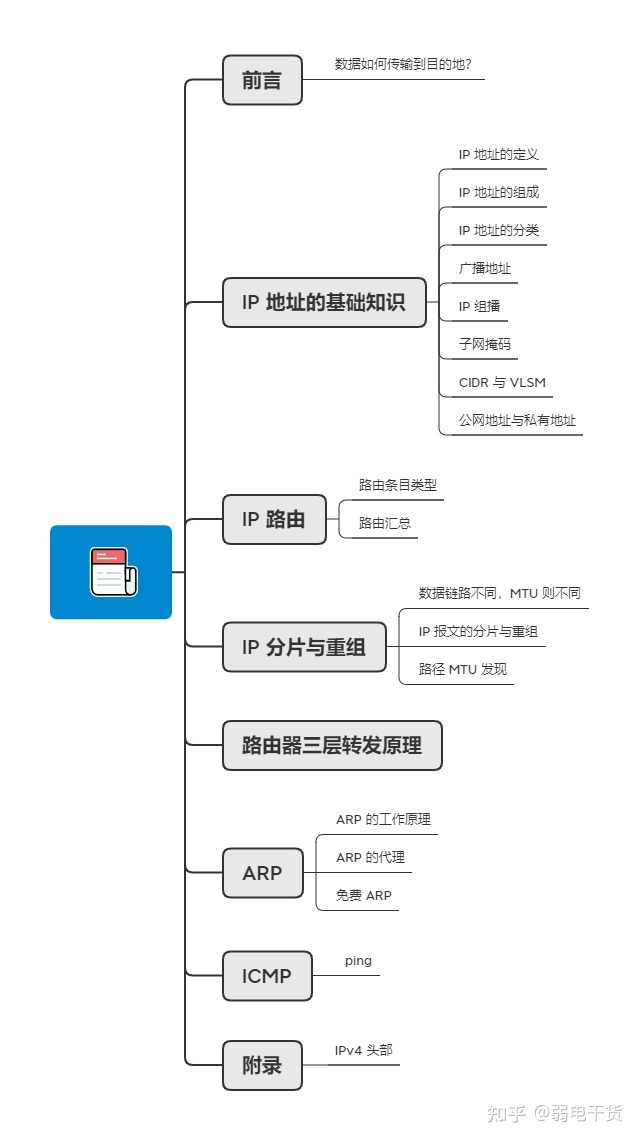 前言
数据如何传输到目的地？
IP 地址的基础知识
IP 地址的定义
IP 地址的组成
IP 地址的分类
广播地址
IP 组播
子网掩码
CIDR 与 VLSM
公网地址与私有地址
IP 路由
路由条目类型
路由汇总
IP 分片与重组
数据链路不同，MTU 则不同
IP 报文的分片与重组
路径 MTU 发现
路由器三层转发原理
ARP
ARP 的工作原理
ARP 的代理
免费 ARP
ICMP
ping
附录
IPv4 头部
知乎 @弱电干货